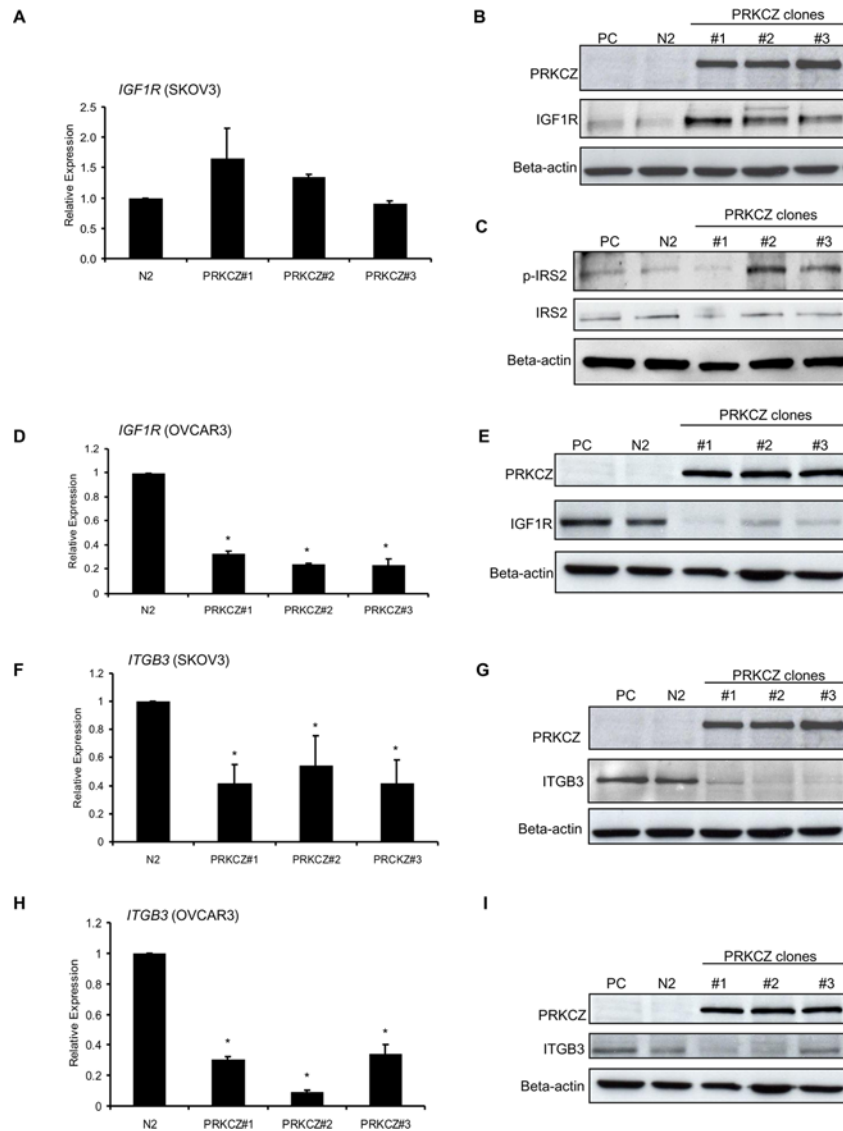 A
IGF1R (SKOV3)
Relative Expression
2.5
2.0
1.5
1.0
0.5
0.0
N2 PRKCZ#1 PRKCZ#2 PRKCZ#3
B
PRKCZ clones
PC N2 #1 #2 #3
PRKCZ
IGF1R
Beta-actin
C
PRKCZ clones
PC N2 #1 #2 #3
p-IRS2
IRS2
Beta-actin
D
IGF1R (OVCAR3)
Relative Expression
1.2
1
0.8
0.6
0.4
0.2
0
* * *
N2 PRKCZ#1 PRKCZ#2 PRKCZ#3
E
PRKCZ clones
PC N2 #1 #2 #3
PRKCZ
IGF1R
Beta-actin
F
ITGB3 (SKOV3)
Relative Expression
1.2
1
0.8
0.6
0.4
0.2
0
* * *
N2 PRKCZ#1 PRKCZ#2 PRCKZ#3
G
PRKCZ clones
PC N2 #1 #2 #3
PRKCZ
ITGB3
Beta-actin
H
ITGB3 (OVCAR3)
Relative Expression
1.2
1
0.8
0.6
0.4
0.2
0
* * *
N2 PRKCZ#1 PRKCZ#2 PRKCZ#3
I
PRKCZ clones
PC N2 #1 #2 #3
PRKCZ
ITGB3
Beta-actin